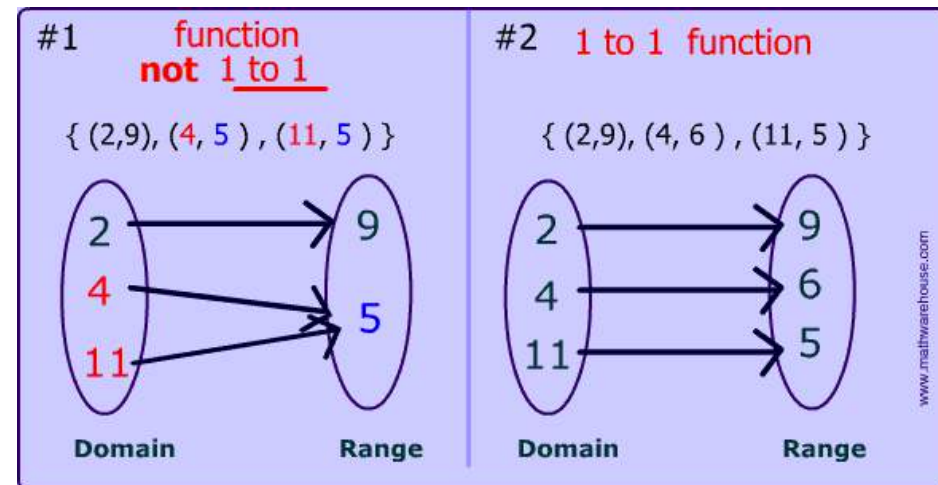 #1 function
not 1 to 1
{ (2,9), (4, 5 ) , (11, 5 ) }
2
4
11
9
5
Domain
Range
#2 1 to 1 function
{ (2,9), (4, 6 ) , (11, 5 ) }
2
4
11
9
6
5
Domain
Range
www.mathwarehouse.com